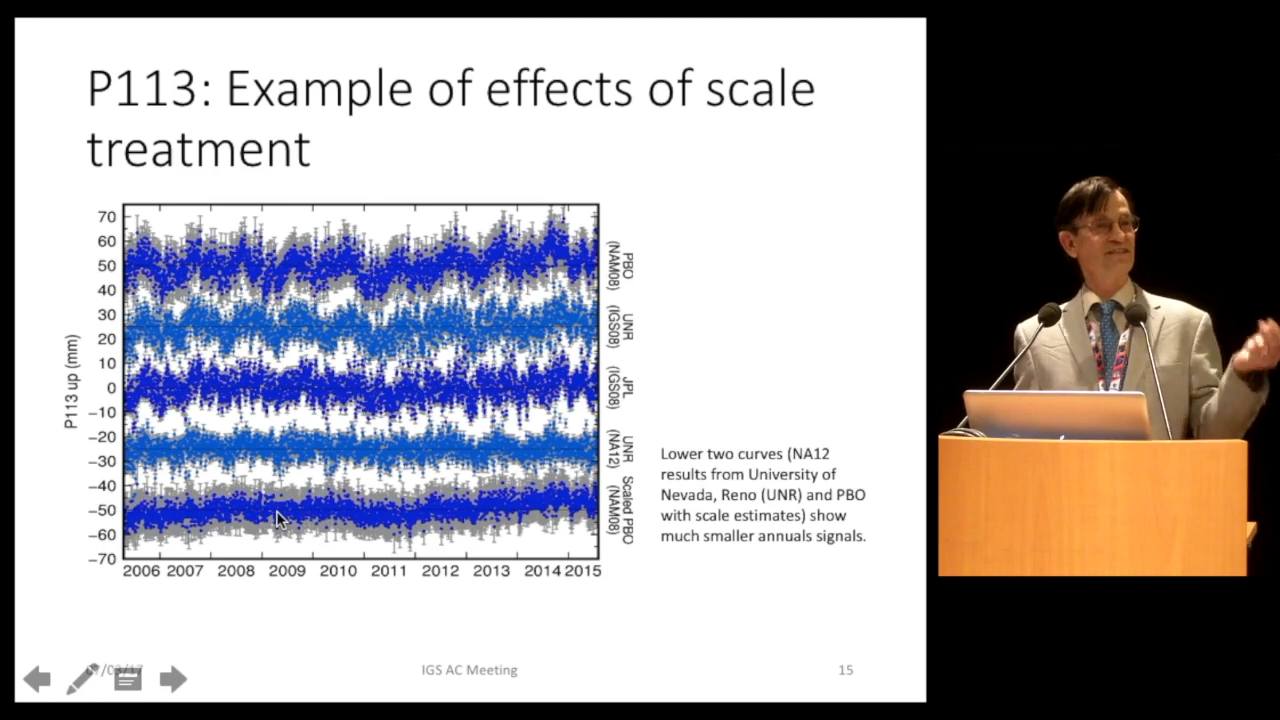 P113: Example of effects of scale
treatment
P113 up (mm)
70
60
50
40
30
20
10
0
−10
−20
−30
−40
−50
−60
−70
2006 2007 2008 2009 2010 2011 2012 2013 2014 2015
PBO
(NAM08)
UNR
(IGS08)
JPL
(IGS08)
UNR
(NA12)
Scaled PBO
(NAM08)
Lower two curves (NA12
results from University of
Nevada, Reno (UNR) and PBO
with scale estimates) show
much smaller annuals signals.
IGS AC Meeting
15